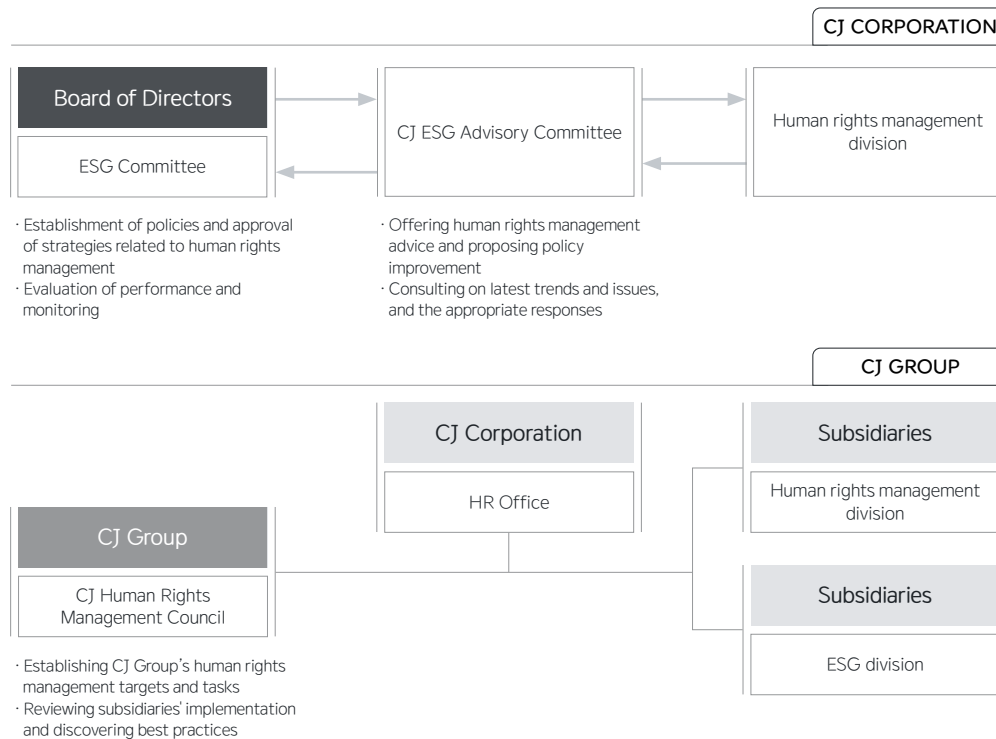 CJ CORPORATION
Board of Directors
ESG Committee
· Establishment of policies and approval
of strategies related to human rights
management
· Evaluation of performance and
monitoring
CJ ESG Advisory Committee
· Offering human rights management
advice and proposing policy
improvement
· Consulting on latest trends and issues,
and the appropriate responses
Human rights management
division
CJ GROUP
CJ Group
CJ Human Rights
Management Council
· Establishing CJ Group's human rights
management targets and tasks
· Reviewing subsidiaries' implementation
and discovering best practices
CJ Corporation
HR Office
Subsidiaries
Human rights management
division
Subsidiaries
ESG division